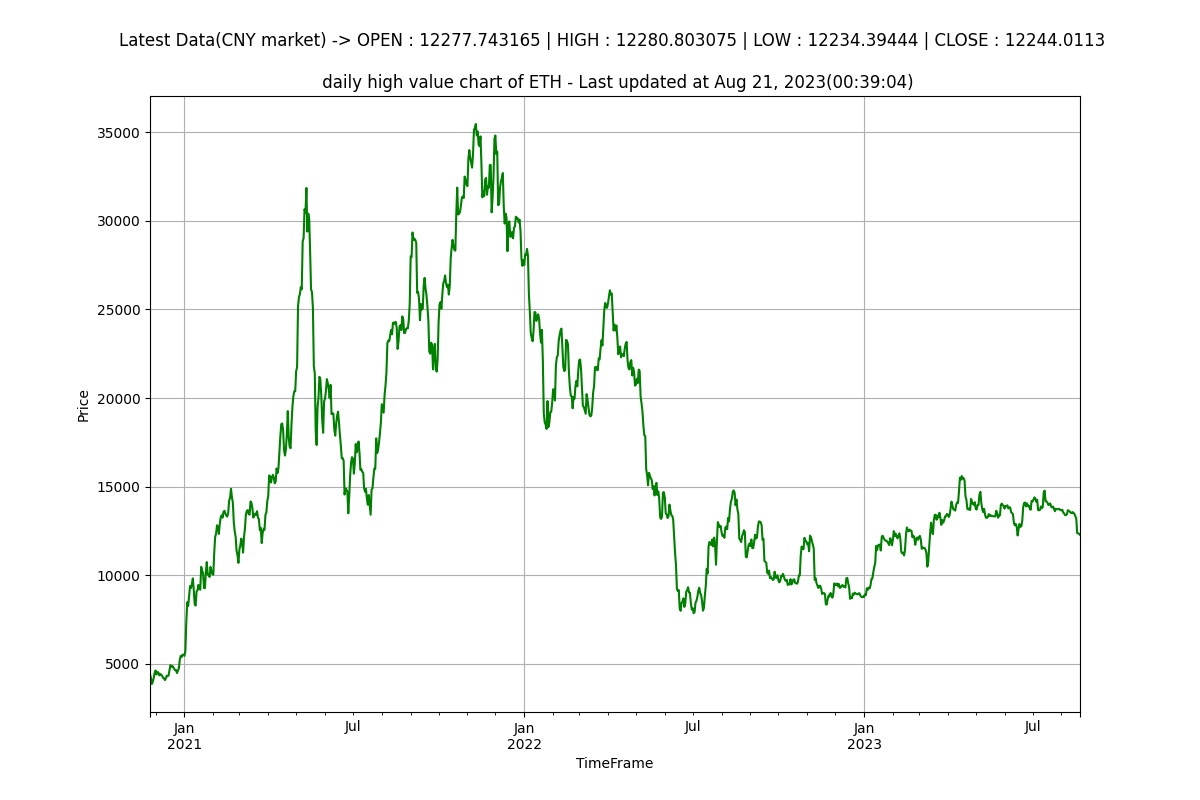 Latest Data(CNY market) -> OPEN : 12277.743165 | HIGH : 12280.803075 | LOW : 12234.39444 | CLOSE : 12244.0113
daily high value chart of ETH - Last updated at Aug 21, 2023(00:39:04)
35000
30000
25000
20000
15000
10000
5000
Price
Jan
2021
Jul
Jan
2022
Jul
Jan
2023
Jul
TimeFrame